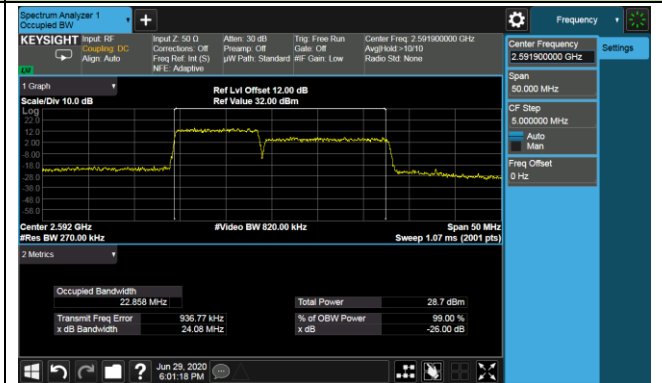 Spectrum Analyzer 1
Occupied BW
+
Frequency
KEYSIGHT
Input: RF
Coupling: DC
Align: Auto
Input Z: 50 Ω
Corrections: Off
Freq Ref: Int (S)
NFE: Adaptive
Atten: 30 dB
Preamp: Off
µW Path: Standard
Trig: Free Run
Gate: Off
#IF Gain: Low
Center Freq: 2.591900000 GHz
Avg|Hold:>10/10
Radio Std: None
Center Frequency
2.591900000 GHz
Settings
Span
50.000 MHz
CF Step
5.000000 MHz
Auto
Man
Freq Offset
0 Hz
1 Graph
Scale/Div 10.0 dB
Ref Lvl Offset 12.00 dB
Ref Value 32.00 dBm
Log
22.0
12.0
2.00
-8.00
-18.0
-28.0
-38.0
-48.0
-58.0
Center 2.592 GHz
#Res BW 270.00 kHz
#Video BW 820.00 kHz
Span 50 MHz
Sweep 1.07 ms (2001 pts)
2 Metrics
Occupied Bandwidth
22.858 MHz
Total Power 28.7 dBm
Transmit Freq Error 936.77 kHz
% of OBW Power 99.00 %
x dB Bandwidth 24.08 MHz
x dB -26.00 dB
?
Jun 29, 2020
6:01:18 PM